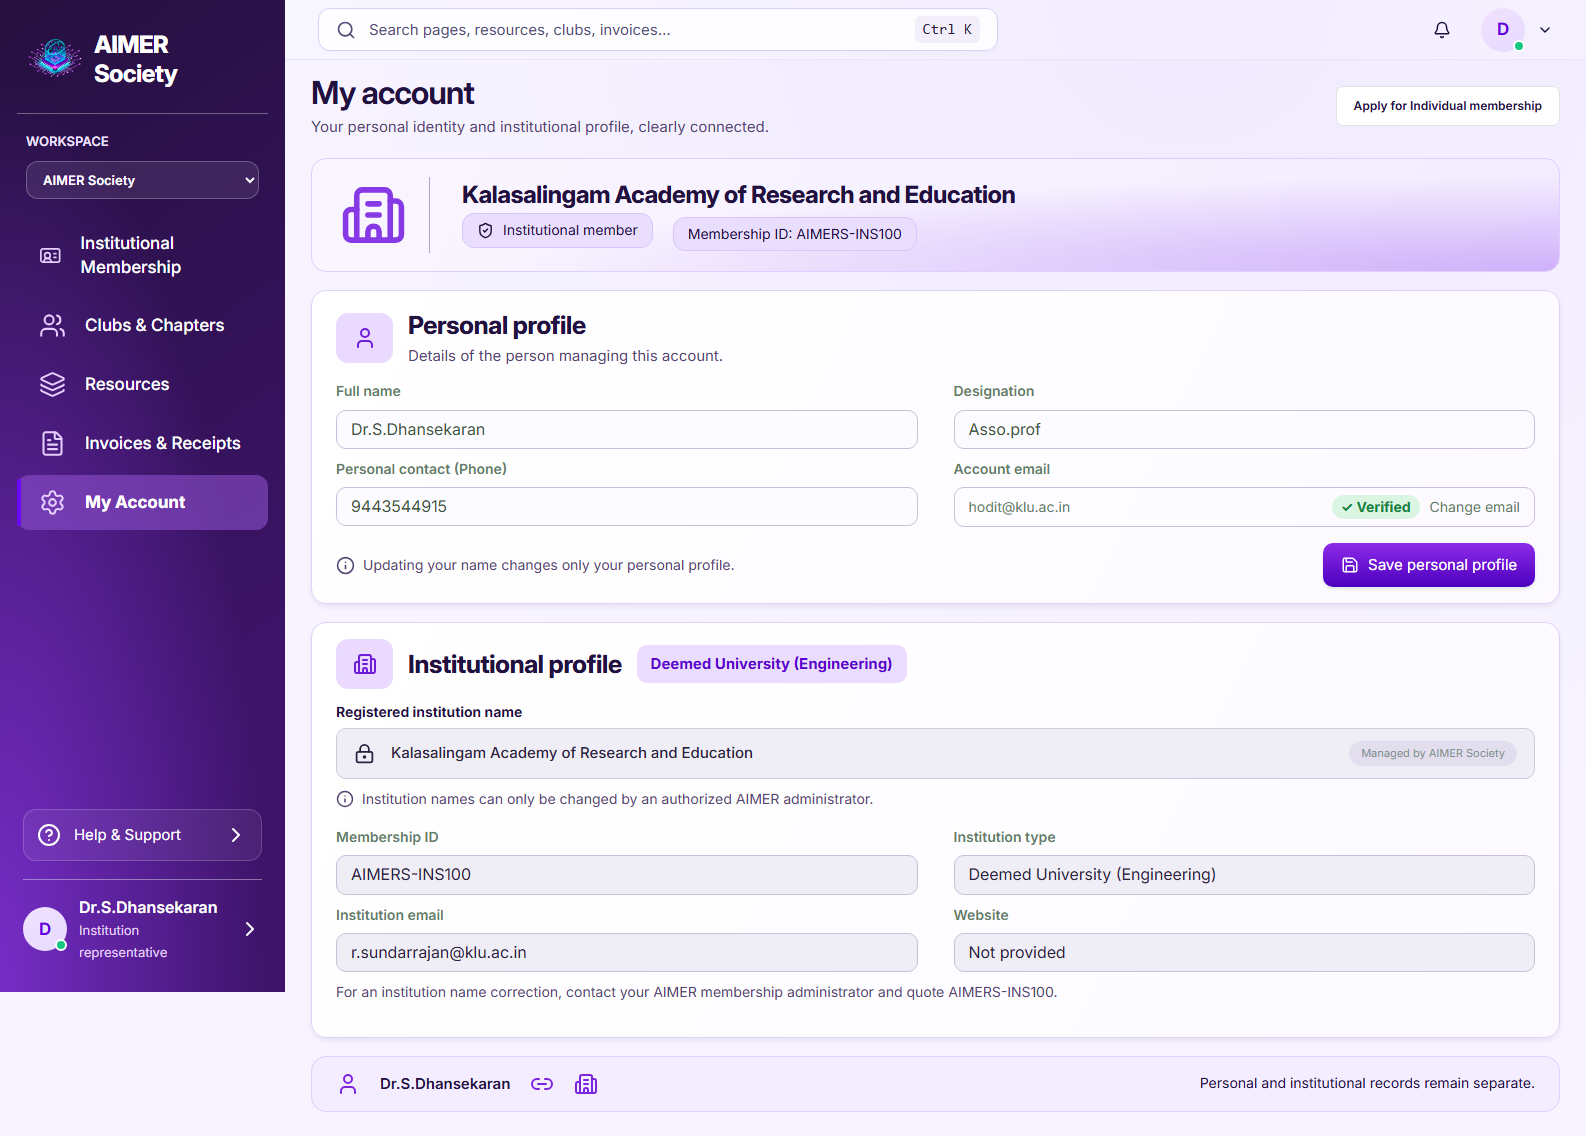 AIMER
Society
WORKSPACE
AIMER Society
Institutional
Membership
Clubs & Chapters
Resources
Invoices & Receipts
My Account
Help & Support
D
Dr.S.Dhansekaran
Institution
representative
Search pages, resources, clubs, invoices...
Ctrl K
D
My account
Your personal identity and institutional profile, clearly connected.
Apply for Individual membership
Kalasalingam Academy of Research and Education
Institutional member
Membership ID: AIMERS-INS100
Personal profile
Details of the person managing this account.
Full name
Dr.S.Dhansekaran
Designation
Asso.prof
Personal contact (Phone)
9443544915
Account email
hodit@klu.ac.in
Verified
Change email
Updating your name changes only your personal profile.
Save personal profile
Institutional profile
Deemed University (Engineering)
Registered institution name
Kalasalingam Academy of Research and Education
Managed by AIMER Society
Institution names can only be changed by an authorized AIMER administrator.
Membership ID
AIMERS-INS100
Institution type
Deemed University (Engineering)
Institution email
r.sundarrajan@klu.ac.in
Website
Not provided
For an institution name correction, contact your AIMER membership administrator and quote AIMERS-INS100.
Dr.S.Dhansekaran
Personal and institutional records remain separate.